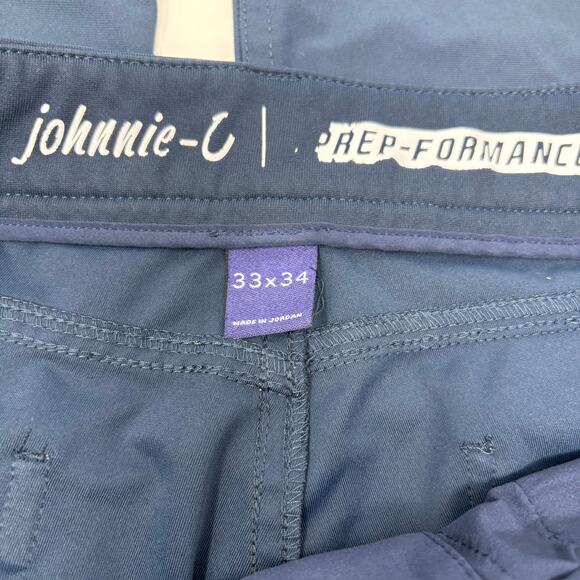 johnnie-O | PREP-FORMANCE
33x34
MADE IN JORDAN